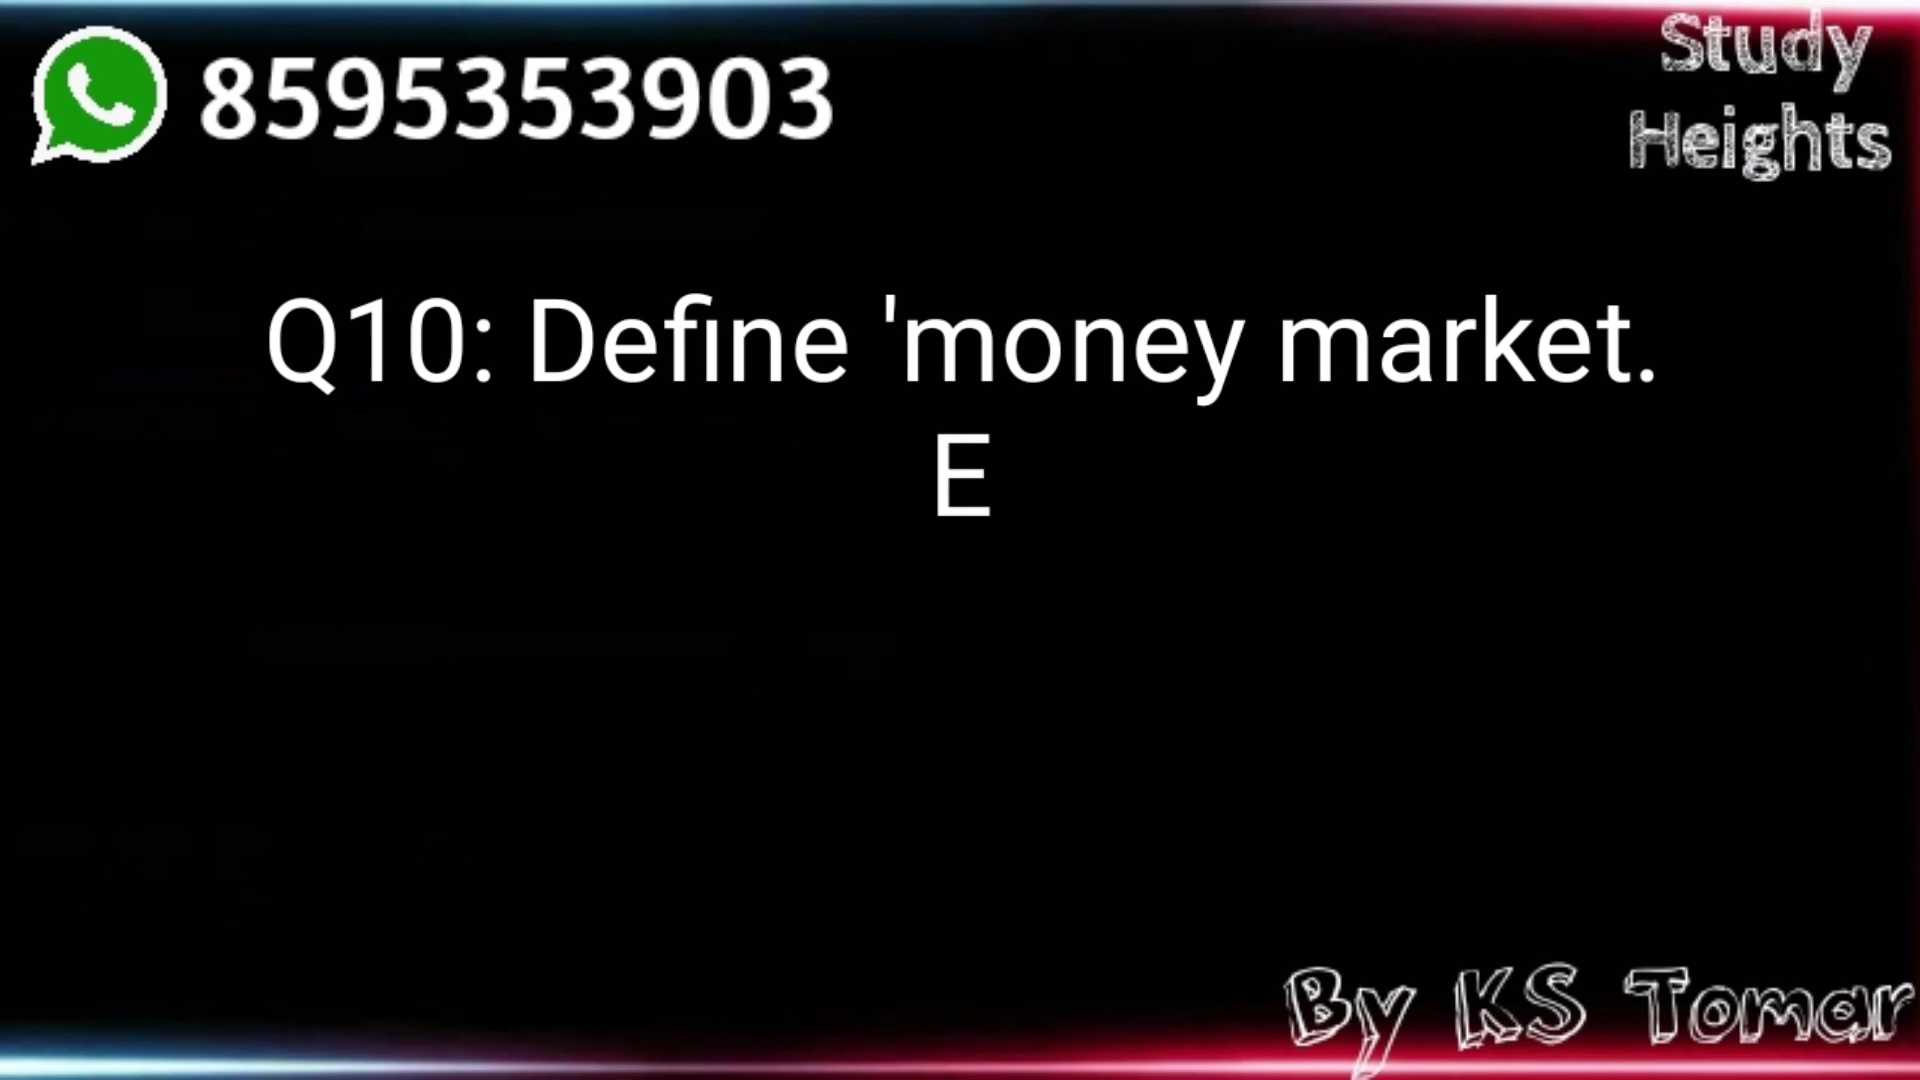 8595353903
Study
Heights
Q10: Define 'money market.
E
By KS Tomar